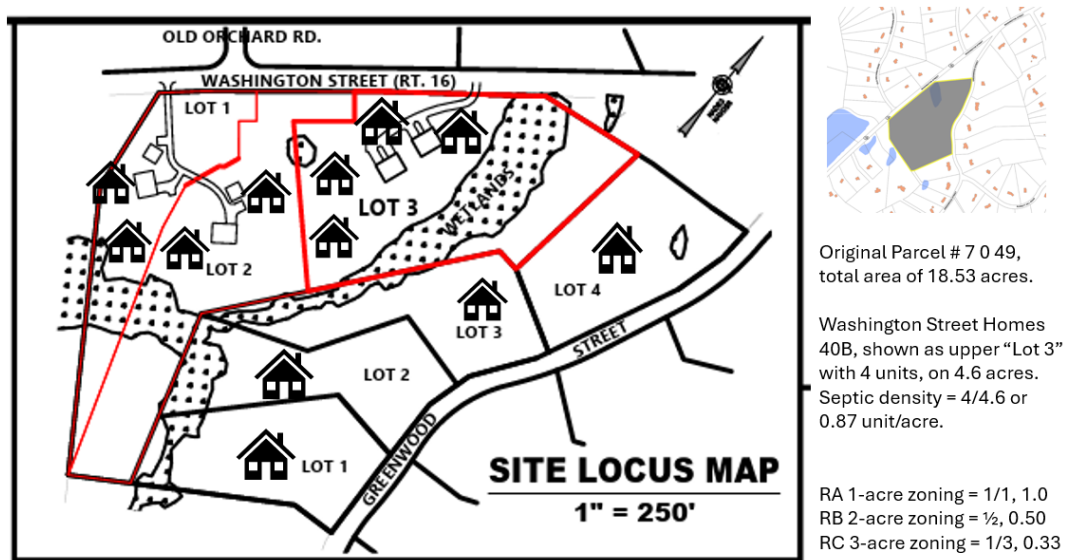 OLD ORCHARD RD.
WASHINGTON STREET (RT. 16)
LOT 1
LOT 3
WETLANDS
LOT 2
LOT 4
LOT 3
STREET
LOT 2
GREENWOOD
LOT 1
SITE LOCUS MAP
1" = 250'
Original Parcel # 7 0 49,
total area of 18.53 acres.
Washington Street Homes
40B, shown as upper “Lot 3”
with 4 units, on 4.6 acres.
Septic density = 4/4.6 or
0.87 unit/acre.
RA 1-acre zoning = 1/1, 1.0
RB 2-acre zoning = ½, 0.50
RC 3-acre zoning = 1/3, 0.33